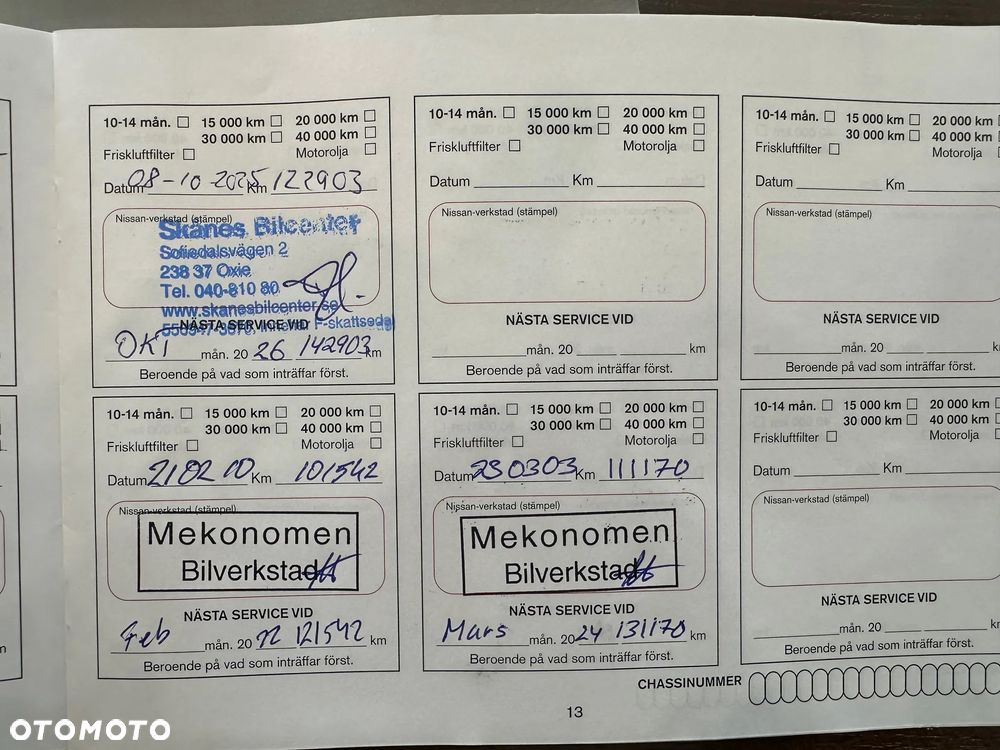 10-14 mån. 15 000 km 20 000 km
30 000 km 40 000 km
Friskluftfilter Motorolja
Datum 08-10-2025 Km 122903
Nissan-verkstad (stämpel)
Skånes Bilcenter
Sofiedalsvägen 2
238 37 Oxie
Tel. 040-810 80
www.skanesbilcenter.se
F-skattsedel
NÄSTA SERVICE VID
OKT mån. 20 26 142903 km
Beroende på vad som inträffar först.
10-14 mån. 15 000 km 20 000 km
30 000 km 40 000 km
Friskluftfilter Motorolja
Datum Km
Nissan-verkstad (stämpel)
NÄSTA SERVICE VID
mån. 20 km
Beroende på vad som inträffar först.
10-14 mån. 15 000 km 20 000 km
30 000 km 40 000 km
Friskluftfilter Motorolja
Datum Km
Nissan-verkstad (stämpel)
NÄSTA SERVICE VID
mån. 20 km
Beroende på vad som inträffar först.
10-14 mån. 15 000 km 20 000 km
30 000 km 40 000 km
Friskluftfilter Motorolja
Datum 210210 Km 101542
Nissan-verkstad (stämpel)
Mekonomen
Bilverkstad
NÄSTA SERVICE VID
Feb mån. 20 22 121542 km
Beroende på vad som inträffar först.
10-14 mån. 15 000 km 20 000 km
30 000 km 40 000 km
Friskluftfilter Motorolja
Datum 230303 Km 111170
Nissan-verkstad (stämpel)
Mekonomen
Bilverkstad
NÄSTA SERVICE VID
Mars mån. 20 24 131170 km
Beroende på vad som inträffar först.
10-14 mån. 15 000 km 20 000 km
30 000 km 40 000 km
Friskluftfilter Motorolja
Datum Km
Nissan-verkstad (stämpel)
NÄSTA SERVICE VID
mån. 20 km
Beroende på vad som inträffar först.
CHASSINUMMER
13
OTOMOTO